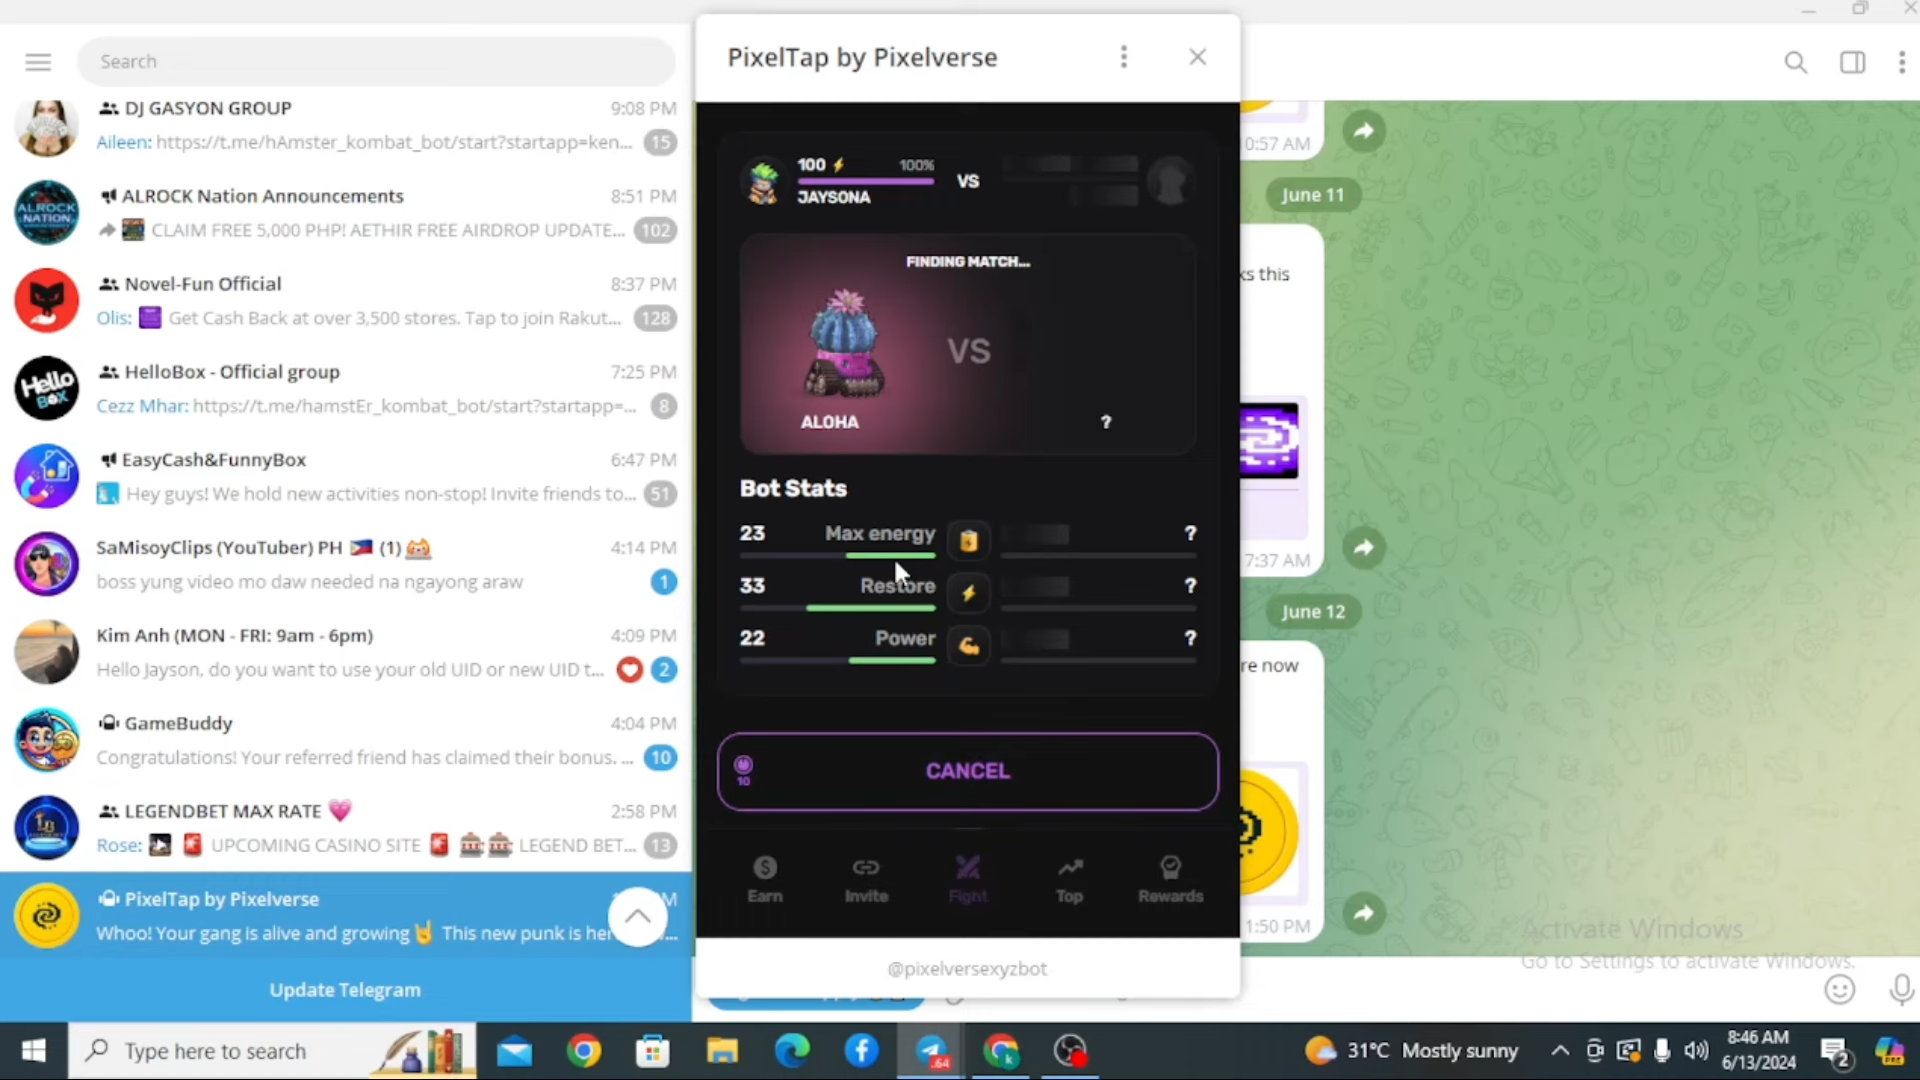 Search
DJ GASYON GROUP 9:08 PM
Aileen: https://t.me/hAmster_kombat_bot/start?startapp=ken... 15
ALROCK Nation Announcements 8:51 PM
CLAIM FREE 5,000 PHP! AETHIR FREE AIRDROP UPDATE... 102
Novel-Fun Official 8:37 PM
Olis: Get Cash Back at over 3,500 stores. Tap to join Rakut... 128
HelloBox - Official group 7:25 PM
Cezz Mhar: https://t.me/hamstEr_kombat_bot/start?startapp=... 8
EasyCash&FunnyBox 6:47 PM
Hey guys! We hold new activities non-stop! Invite friends to... 51
SaMisoyClips (YouTuber) PH 🇵🇭 (1) 4:14 PM
boss yung video mo daw needed na ngayong araw 1
Kim Anh (MON - FRI: 9am - 6pm) 4:09 PM
Hello Jayson, do you want to use your old UID or new UID t... 2
GameBuddy 4:04 PM
Congratulations! Your referred friend has claimed their bonus. ... 10
LEGENDBET MAX RATE 💗 2:58 PM
Rose: UPCOMING CASINO SITE 🎰🎰 LEGEND BET... 13
PixelTap by Pixelverse
Whoo! Your gang is alive and growing 🤘 This new punk is
Update Telegram
ALROCK
NATION
Hello
BOX
PixelTap by Pixelverse
100 ⚡ 100%
JAYSONA
VS
FINDING MATCH...
VS
ALOHA ?
Bot Stats
23 Max energy ?
33 Restore ?
22 Power ?
10
CANCEL
Earn Invite Fight Top Rewards
@pixelversexyzbot
0:57 AM
June 11
ks this
7:37 AM
June 12
re now
1:50 PM
Activate Windows
Go to Settings to activate Windows.
Type here to search
.64
31°C Mostly sunny
8:46 AM
6/13/2024
2